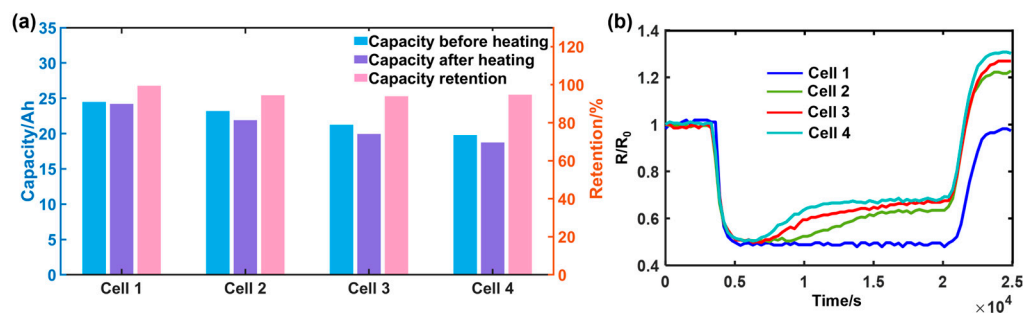 (a)
Capacity/Ah
35
30
25
20
15
10
5
0
Capacity before heating
Capacity after heating
Capacity retention
120
100
80
60
40
20
0
Retention/%
Cell 1 Cell 2 Cell 3 Cell 4
(b)
R/R0
1.4
1.2
1
0.8
0.6
0.4
Cell 1
Cell 2
Cell 3
Cell 4
0 0.5 1 1.5 2 2.5
Time/s
×10^4